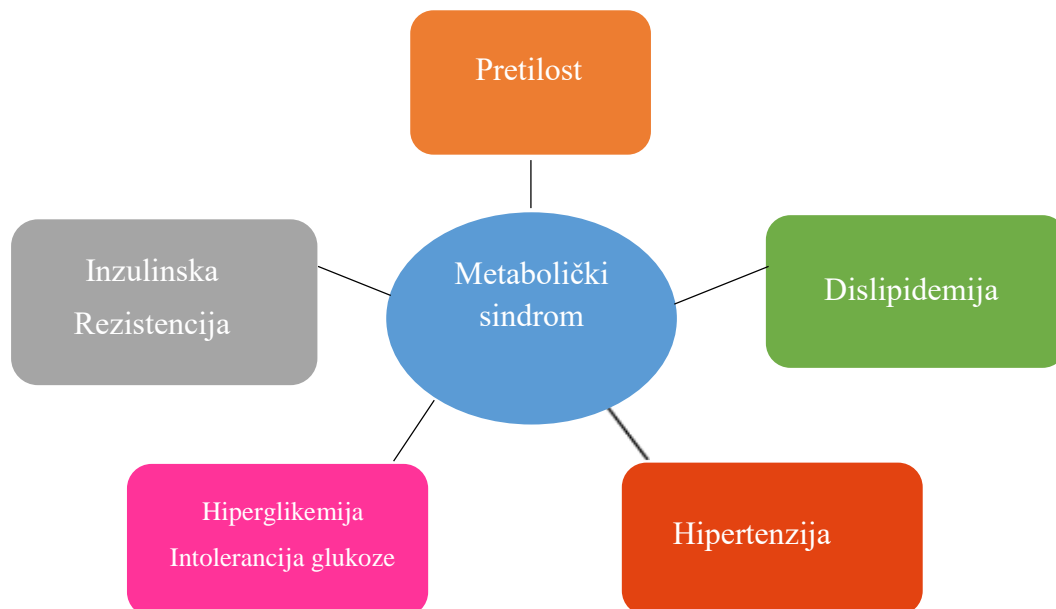 Pretilost
Inzulinska
Rezistencija
Metabolički
sindrom
Dislipidemija
Hiperglikemija
Intolerancija glukoze
Hipertenzija